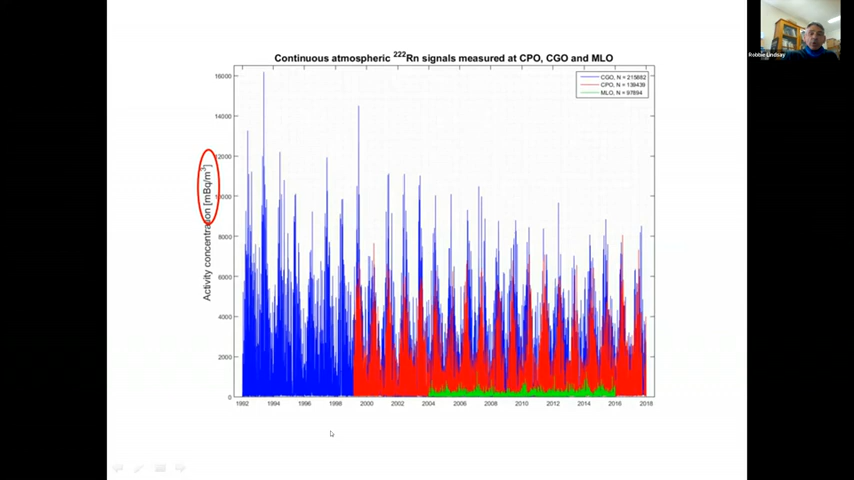 Continuous atmospheric ²²²Rn signals measured at CPO, CGO and MLO
CGO, N = 215882
CPO, N = 139439
MLO, N = 97894
Activity concentration [mBq/m³]
16000
14000
12000
10000
8000
6000
4000
2000
0
1992 1994 1996 1998 2000 2002 2004 2006 2008 2010 2012 2014 2016 2018
Robbie Lindsay